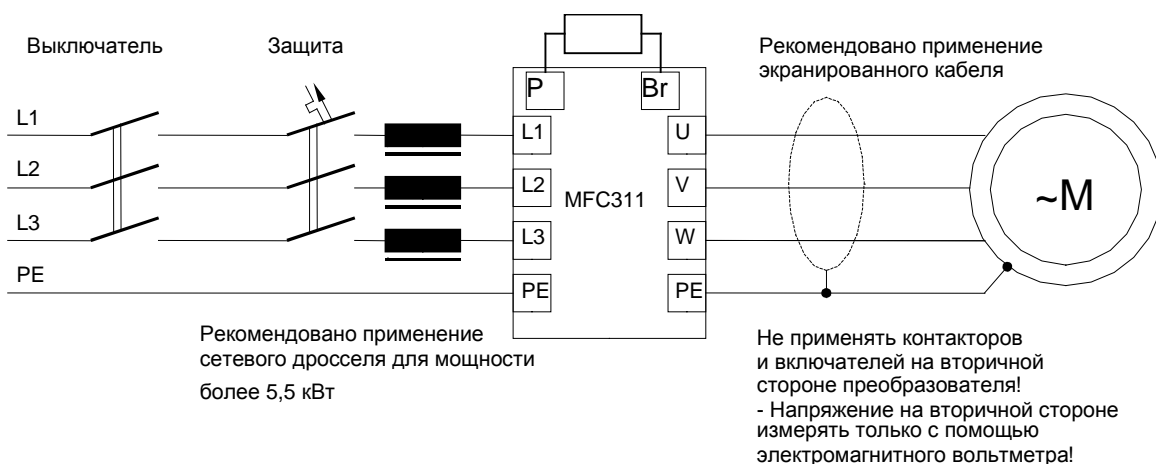 Выключатель
Защита
Рекомендовано применение
экранированного кабеля
P
Br
L1
L1
U
L2
L2
V
MFC311
~M
L3
L3
W
PE
PE
PE
Рекомендовано применение
сетевого дросселя для мощности
более 5,5 кВт
Не применять контакторов
и включателей на вторичной
стороне преобразователя!
- Напряжение на вторичной стороне
измерять только с помощью
электромагнитного вольтметра!